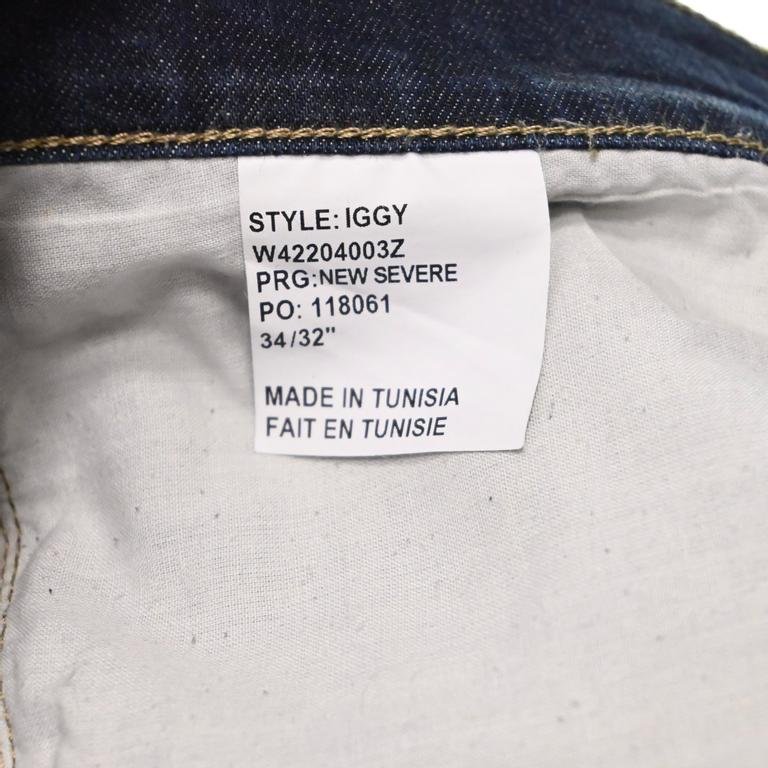 STYLE: IGGY
W42204003Z
PRG:NEW SEVERE
PO: 118061
34/32"
MADE IN TUNISIA
FAIT EN TUNISIE